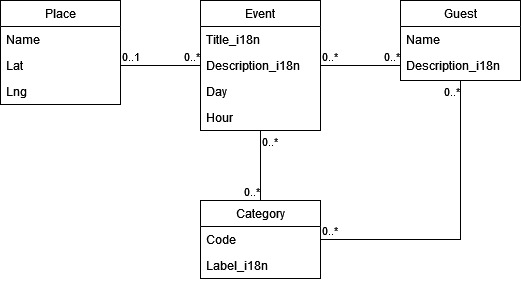 Place
Name
Lat
Lng
0..1
0..*
Event
Title_i18n
Description_i18n
Day
Hour
0..*
0..*
Guest
Name
Description_i18n
0..*
0..*
0..*
Category
Code
Label_i18n
0..*